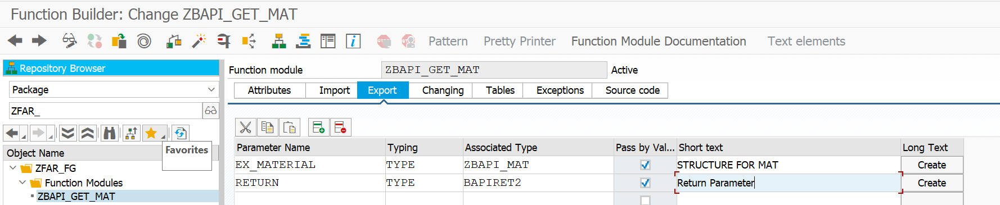 Function Builder: Change ZBAPI_GET_MAT
Pattern Pretty Printer Function Module Documentation Text elements
Repository Browser
Package
ZFAR_
Favorites
Object Name
ZFAR_FG
Function Modules
ZBAPI_GET_MAT
Function module ZBAPI_GET_MAT Active
Attributes Import Export Changing Tables Exceptions Source code
Parameter Name Typing Associated Type Pass by Val... Short text Long Text
EX_MATERIAL TYPE ZBAPI_MAT STRUCTURE FOR MAT Create
RETURN TYPE BAPIRET2 Return Parameter Create